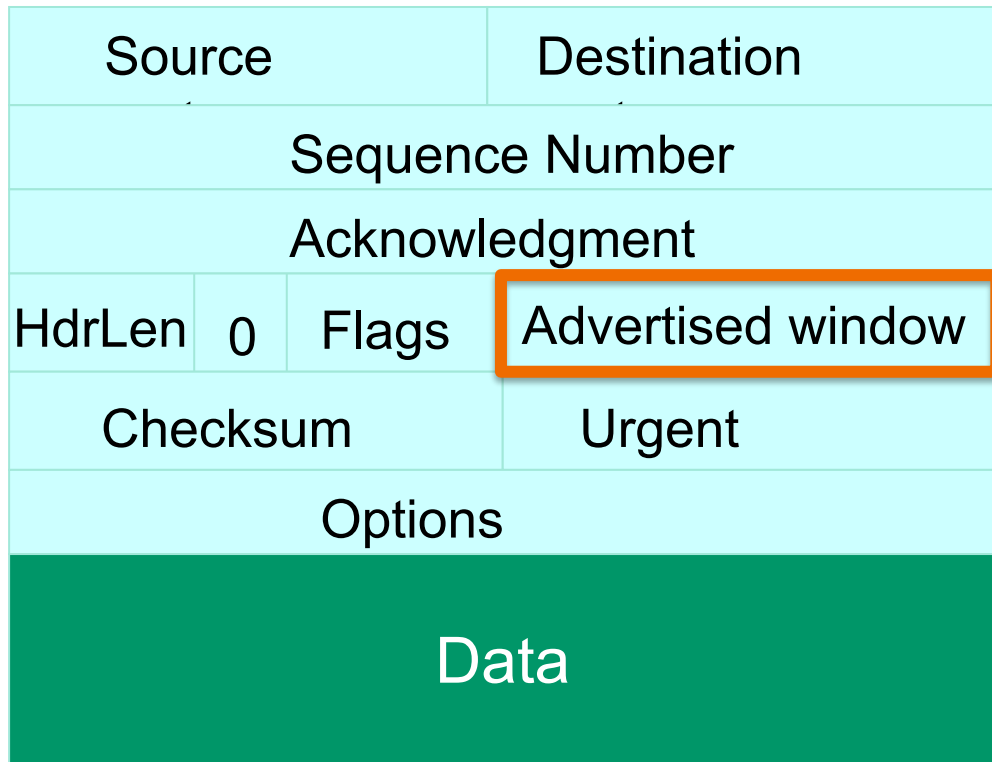 Source
Destination
Sequence Number
Acknowledgment
HdrLen
0
Flags
Advertised window
Checksum
Urgent
Options
Data